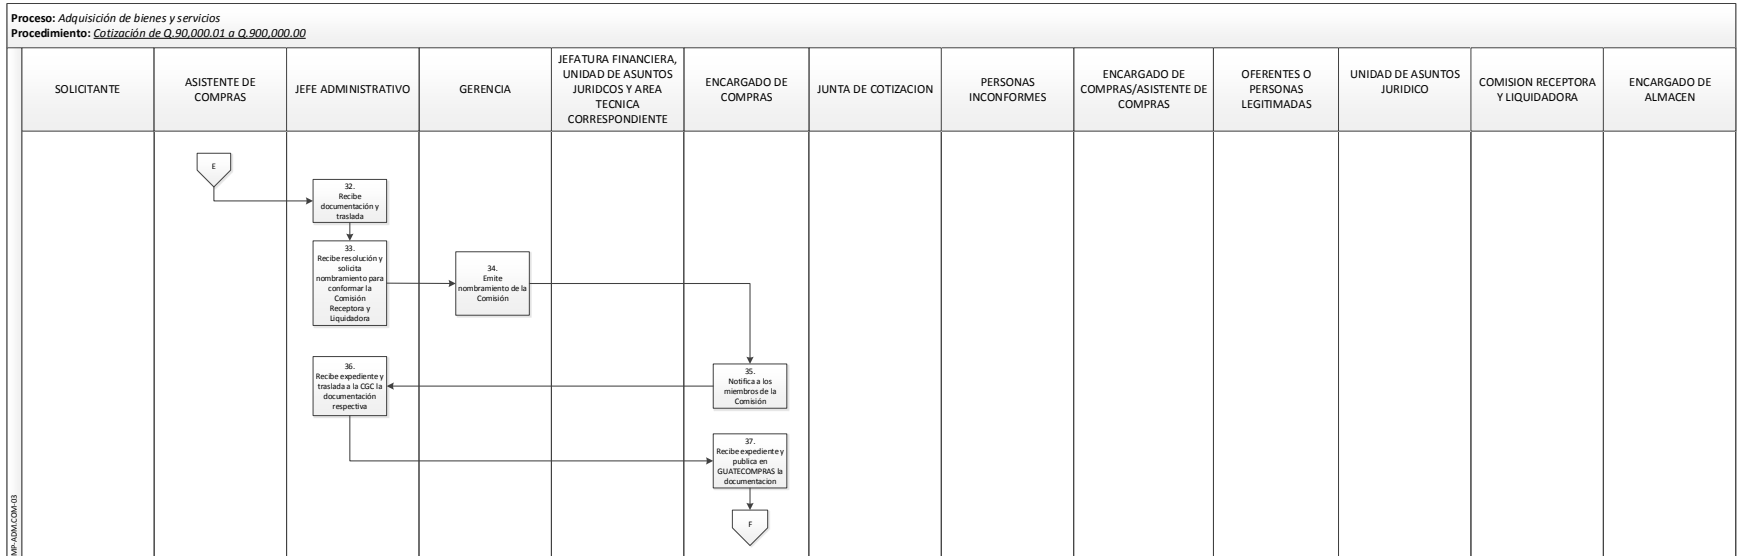 Proceso: Adquisición de bienes y servicios
Procedimiento: Cotización de Q.90,000.01 a Q.900,000.00
SOLICITANTE
ASISTENTE DE
COMPRAS
JEFE ADMINISTRATIVO
GERENCIA
JEFATURA FINANCIERA,
UNIDAD DE ASUNTOS
JURIDCOS Y AREA
TECNICA
CORRESPONDIENTE
ENCARGADO DE
COMPRAS
JUNTA DE COTIZACION
PERSONAS
INCONFORMES
ENCARGADO DE
COMPRAS/ASISTENTE DE
COMPRAS
OFERENTES O
PERSONAS
LEGITIMADAS
UNIDAD DE ASUNTOS
JURIDICO
COMISION RECEPTORA
Y LIQUIDADORA
ENCARGADO DE
ALMACEN
E
32.
Recibe
documentación y
traslada
33.
Recibe resolución y
solicita
nombramiento para
conformar la
Comisión
Receptora y
Liquidadora
34.
Emite
nombramiento de la
Comisión
35.
Notifica a los
miembros de la
Comisión
36.
Recibe expediente y
traslada a la CGC la
documentación
respectiva
37.
Recibe expediente y
publica en
GUATECOMPRAS la
documentacion
F
MP-ADM.COM-03